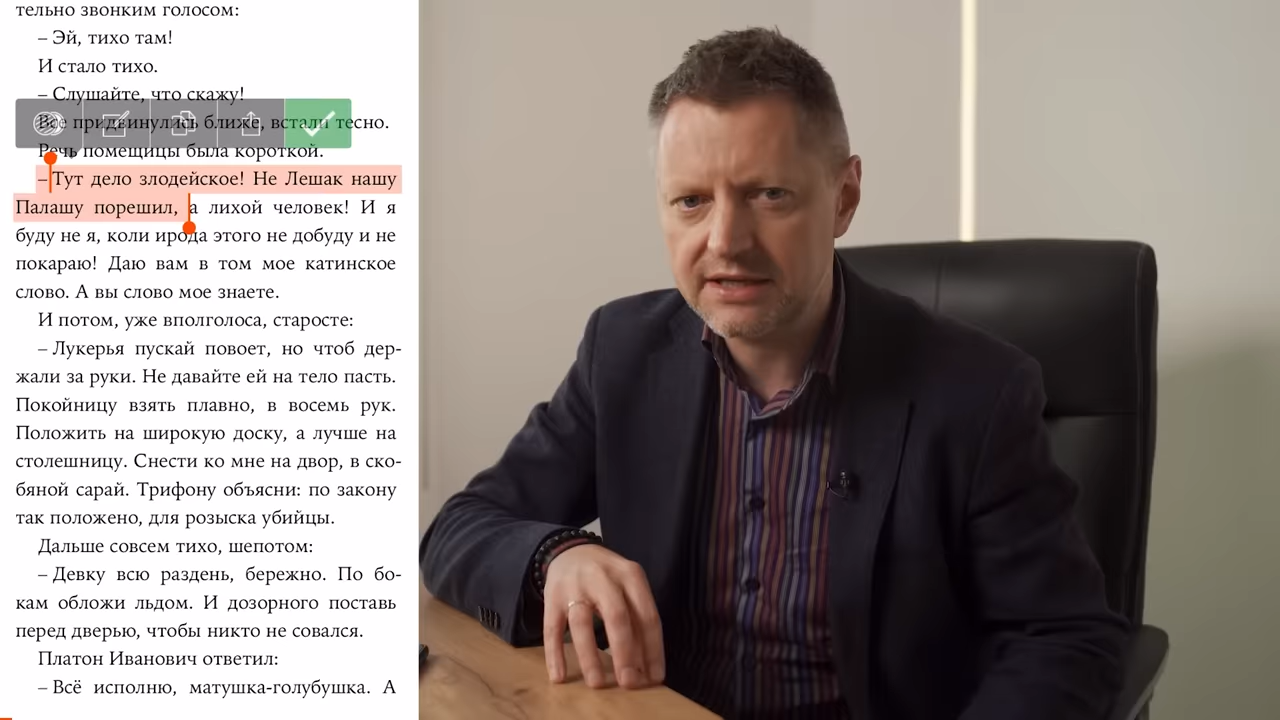 тельно звонким голосом:
– Эй, тихо там!
И стало тихо.
– Слушайте, что скажу!
Все придвинулись ближе, встали тесно.
Речь помещицы была короткой.
– Тут дело злодейское! Не Лешак нашу
Палашу порешил, а лихой человек! И я
буду не я, коли ирода этого не добуду и не
покараю! Даю вам в том мое катинское
слово. А вы слово мое знаете.
И потом, уже вполголоса, старосте:
– Лукерья пускай повоет, но чтоб дер-
жали за руки. Не давайте ей на тело пасть.
Покойницу взять плавно, в восемь рук.
Положить на широкую доску, а лучше на
столешницу. Снести ко мне на двор, в ско-
бяной сарай. Трифону объясни: по закону
так положено, для розыска убийцы.
Дальше совсем тихо, шепотом:
– Девку всю раздень, бережно. По бо-
кам обложи льдом. И дозорного поставь
перед дверью, чтобы никто не совался.
Платон Иванович ответил:
– Всё исполню, матушка-голубушка. А